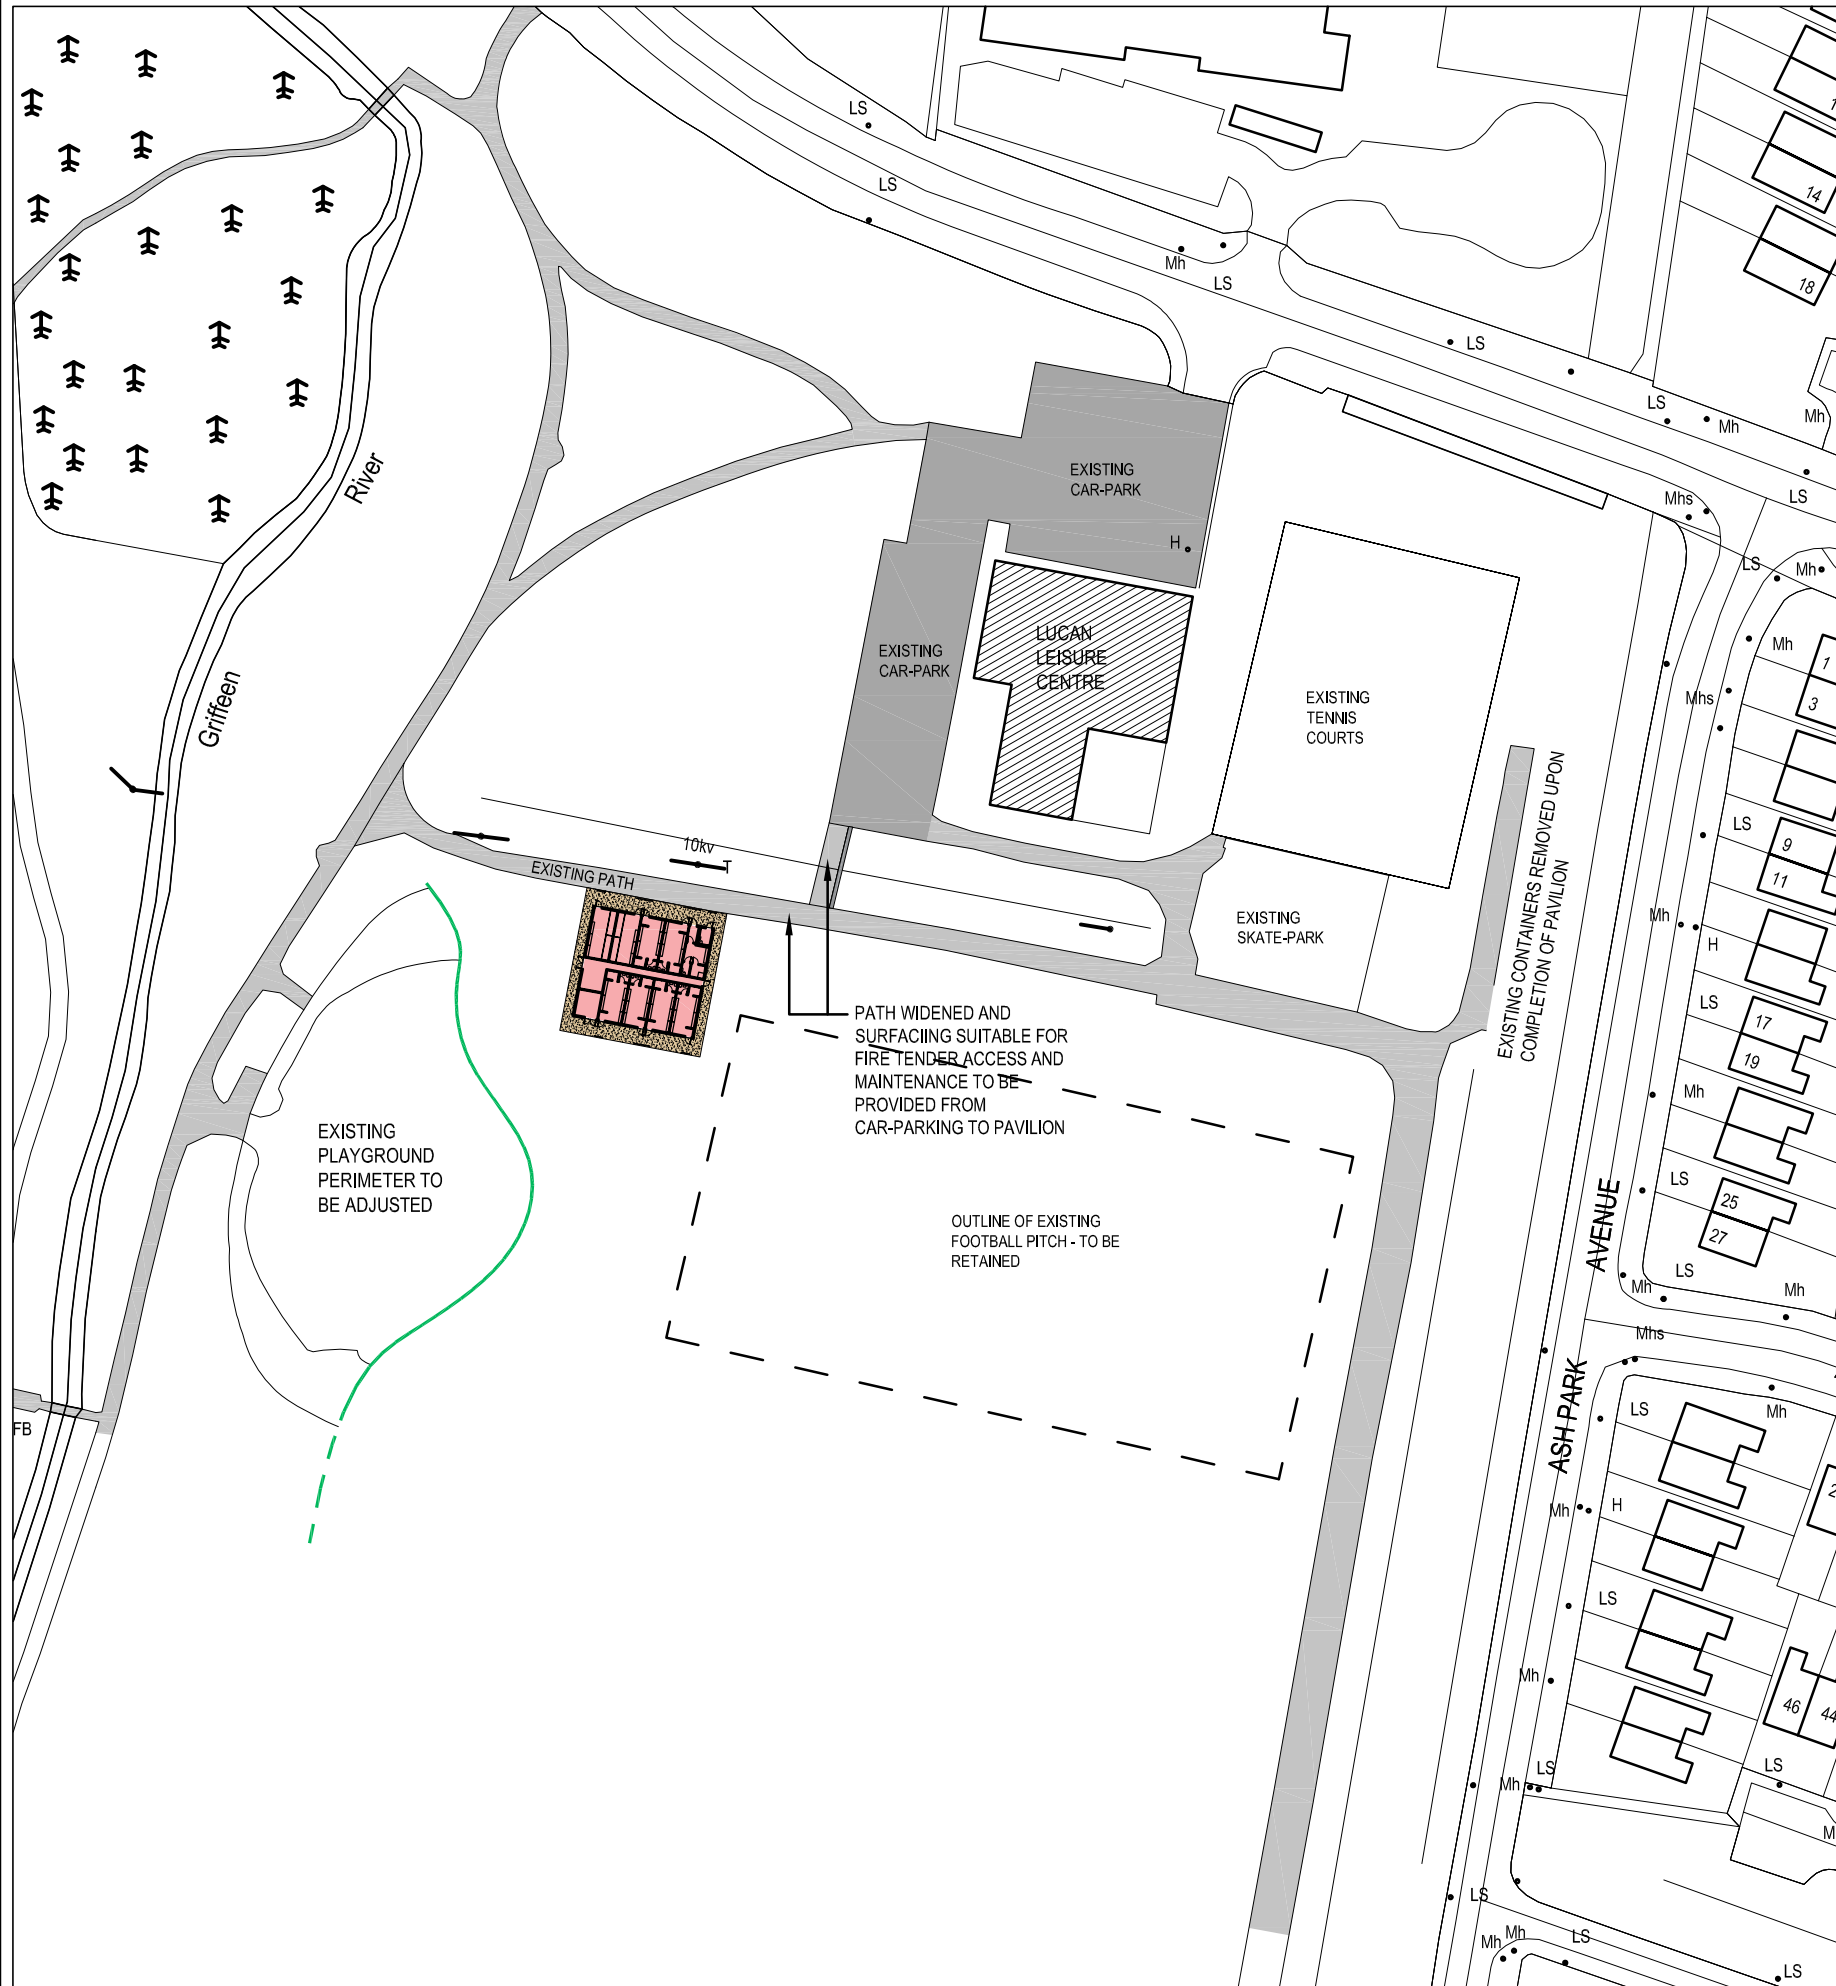 LS
LS
Mh
LS
LS
LS
Mh
Mh
LS
Mhs
LS
Mh
14
18
River
Griffeen
EXISTING
CAR-PARK
H
EXISTING
CAR-PARK
LUCAN
LEISURE
CENTRE
EXISTING
TENNIS
COURTS
Mh
1
3
Mhs
LS
9
11
10kv
T
EXISTING PATH
EXISTING
SKATE-PARK
EXISTING CONTAINERS REMOVED UPON
COMPLETION OF PAVILION
Mh
H
LS
17
19
Mh
PATH WIDENED AND
SURFACIING SUITABLE FOR
FIRE TENDER ACCESS AND
MAINTENANCE TO BE
PROVIDED FROM
CAR-PARKING TO PAVILION
EXISTING
PLAYGROUND
PERIMETER TO
BE ADJUSTED
OUTLINE OF EXISTING
FOOTBALL PITCH - TO BE
RETAINED
ASH PARK AVENUE
LS
25
27
LS
Mh
Mh
Mhs
LS
Mh
FB
Mh
H
LS
Mh
46
44
LS
Mh
LS
LS
Mh
Mh
LS
LS